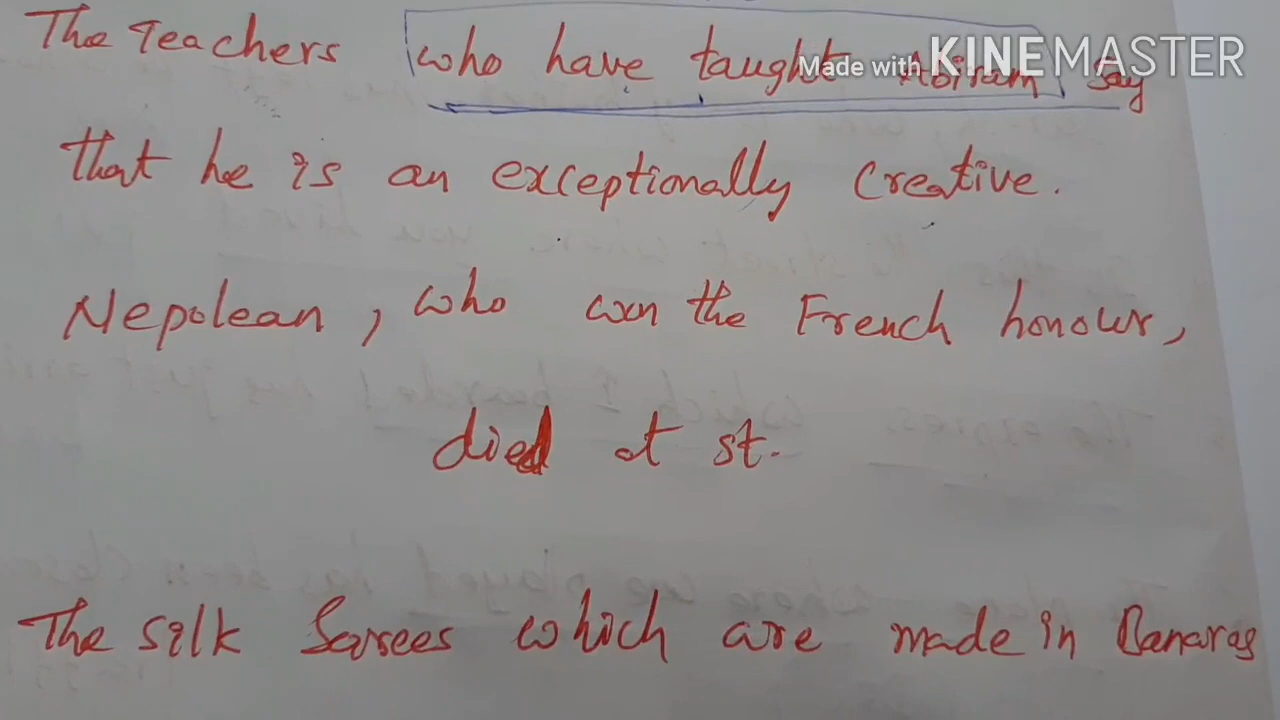 The Teachers who have taught Abiram say
Made with KINEMASTER
that he is an exceptionally creative.
Nepolean, who won the French honour,
died at st.
The silk Sarees which are made in Banaras